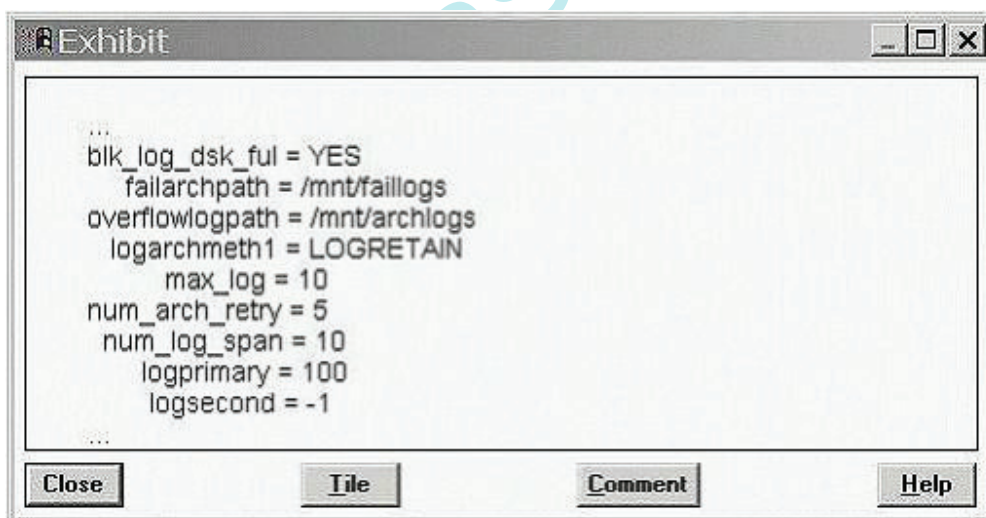 Exhibit
...
blk_log_dsk_ful = YES
failarchpath = /mnt/faillogs
overflowlogpath = /mnt/archlogs
logarchmeth1 = LOGRETAIN
max_log = 10
num_arch_retry = 5
num_log_span = 10
logprimary = 100
logsecond = -1
...
Close Tile Comment Help